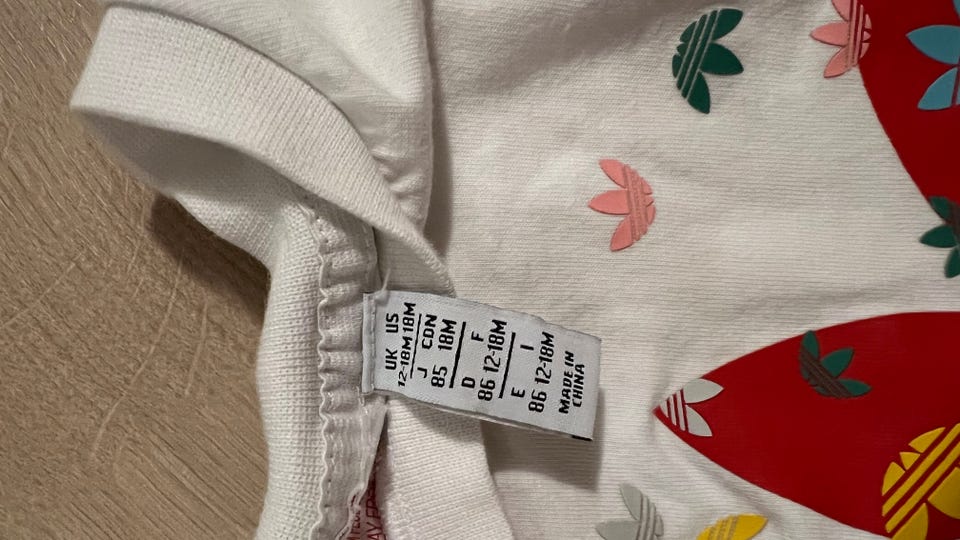 UK US
12-18M 18M
J CDN
85 18M
D F
86 12-18M
E I
86 12-18M
MADE IN
CHINA